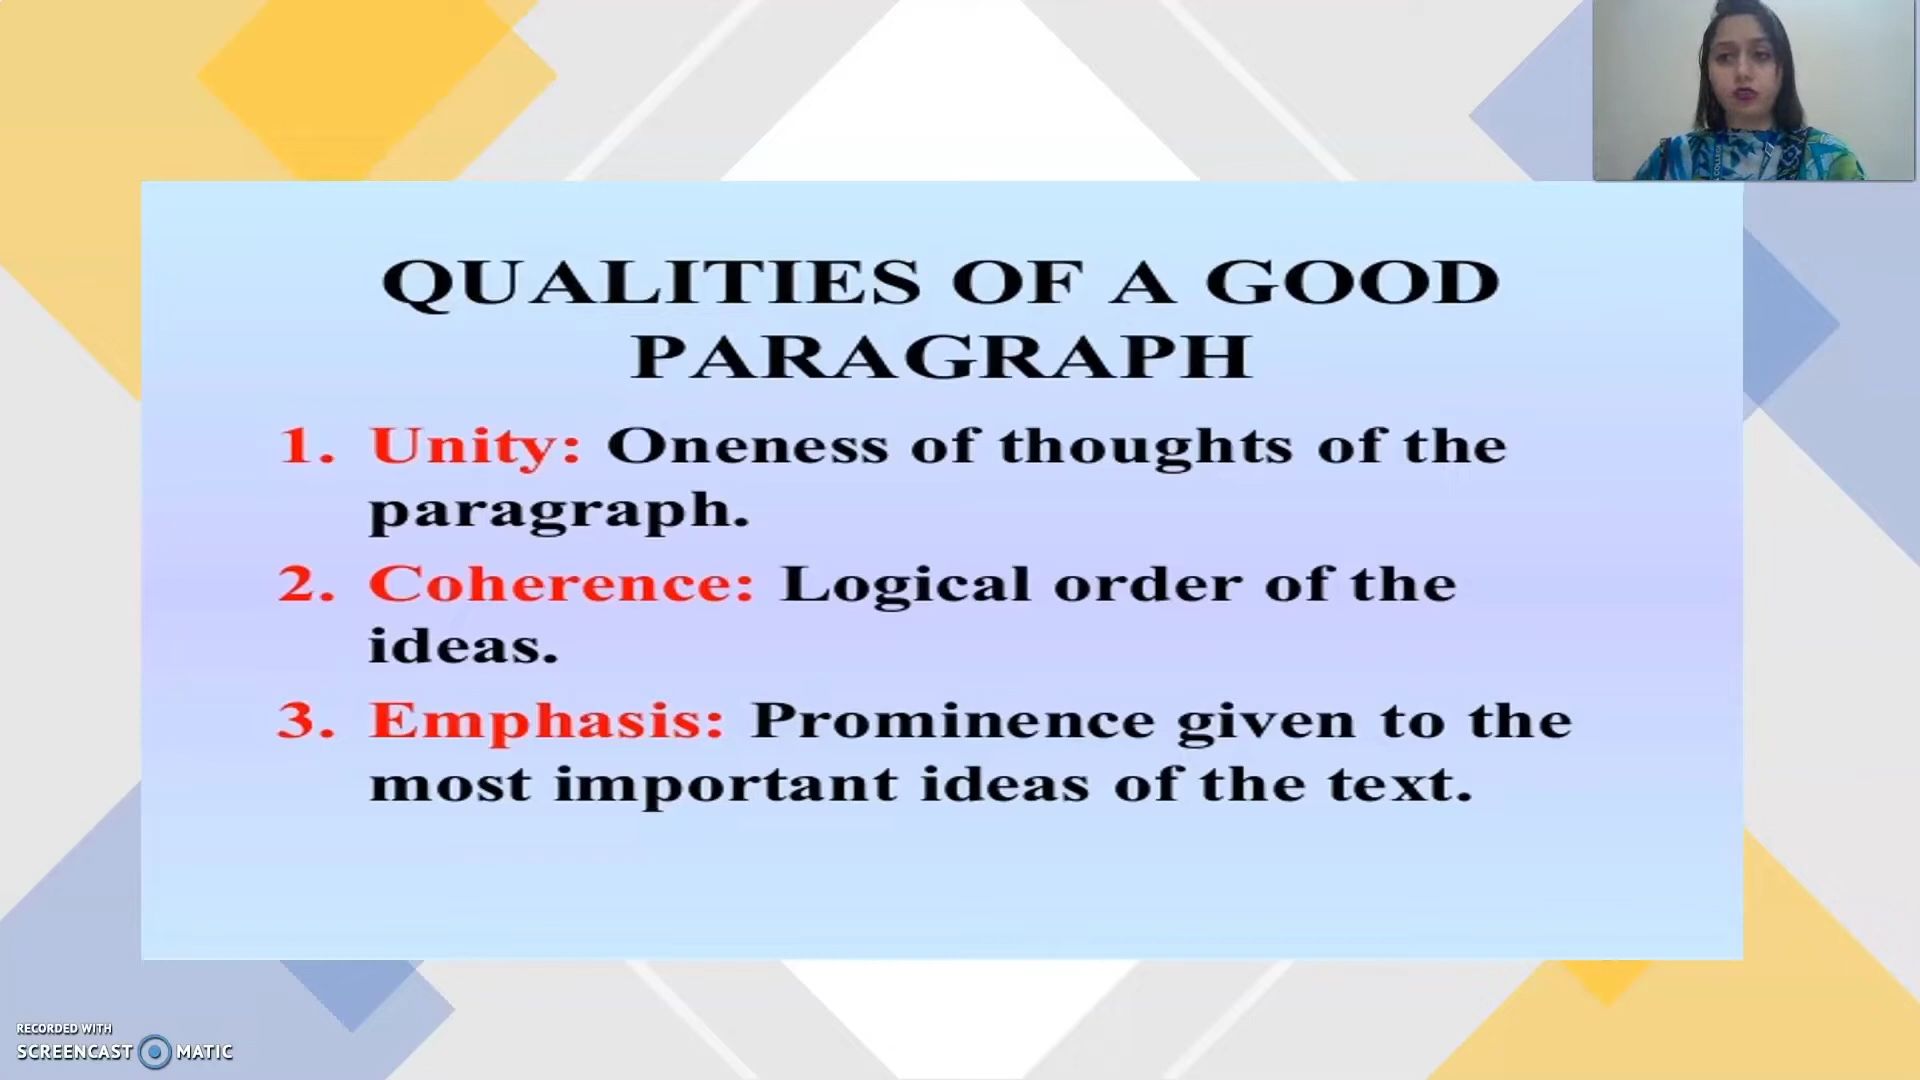 QUALITIES OF A GOOD
PARAGRAPH
1. Unity: Oneness of thoughts of the
paragraph.
2. Coherence: Logical order of the
ideas.
3. Emphasis: Prominence given to the
most important ideas of the text.
RECORDED WITH
SCREENCAST MATIC